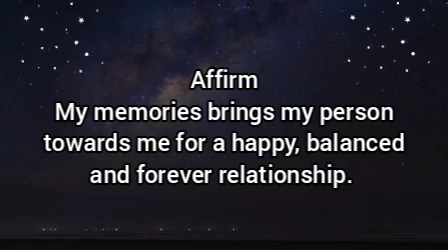 Affirm
My memories brings my person
towards me for a happy, balanced
and forever relationship.